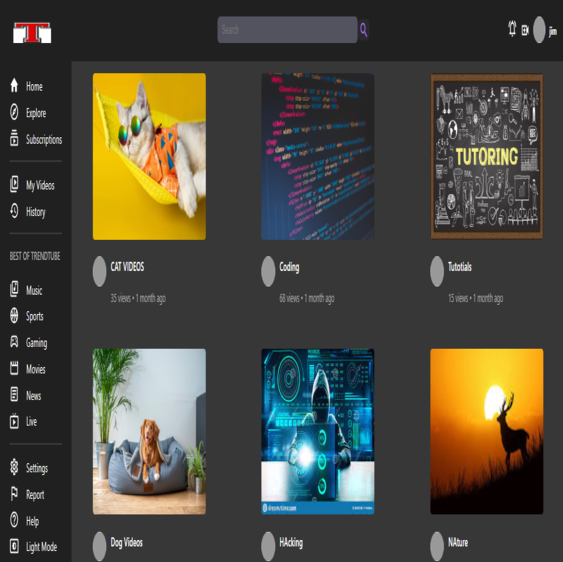 Search
jim
Home
Explore
Subscriptions
My Videos
History
BEST OF TRENDTUBE
Music
Sports
Gaming
Movies
News
Live
Settings
Report
Help
Light Mode
TUTORING
CAT VIDEOS
35 views • 1 month ago
Coding
68 views • 1 month ago
Tutotials
15 views • 1 month ago
dreamstime.com
Dog Videos
HAcking
NAture